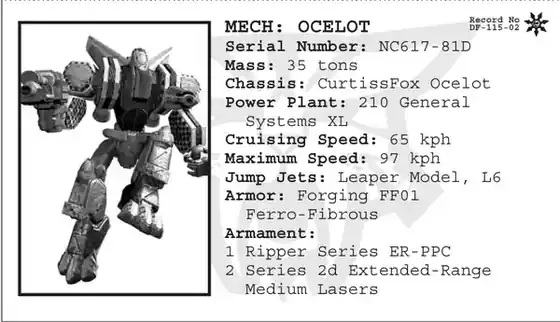 MECH: OCELOT
Record No
DF-115-02
Serial Number: NC617-81D
Mass: 35 tons
Chassis: CurtissFox Ocelot
Power Plant: 210 General
Systems XL
Cruising Speed: 65 kph
Maximum Speed: 97 kph
Jump Jets: Leaper Model, L6
Armor: Forging FF01
Ferro-Fibrous
Armament:
1 Ripper Series ER-PPC
2 Series 2d Extended-Range
Medium Lasers